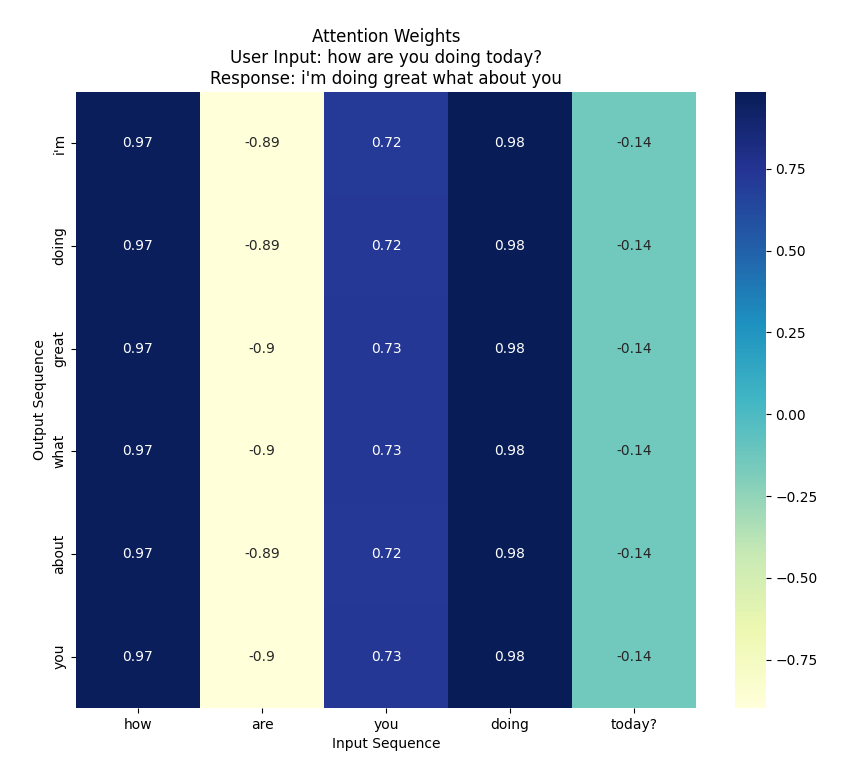 Attention Weights
User Input: how are you doing today?
Response: i'm doing great what about you
i'm 0.97 -0.89 0.72 0.98 -0.14
doing 0.97 -0.89 0.72 0.98 -0.14
great 0.97 -0.9 0.73 0.98 -0.14
what 0.97 -0.9 0.73 0.98 -0.14
about 0.97 -0.89 0.72 0.98 -0.14
you 0.97 -0.9 0.73 0.98 -0.14
Output Sequence
how are you doing today?
Input Sequence
0.75
0.50
0.25
0.00
−0.25
−0.50
−0.75